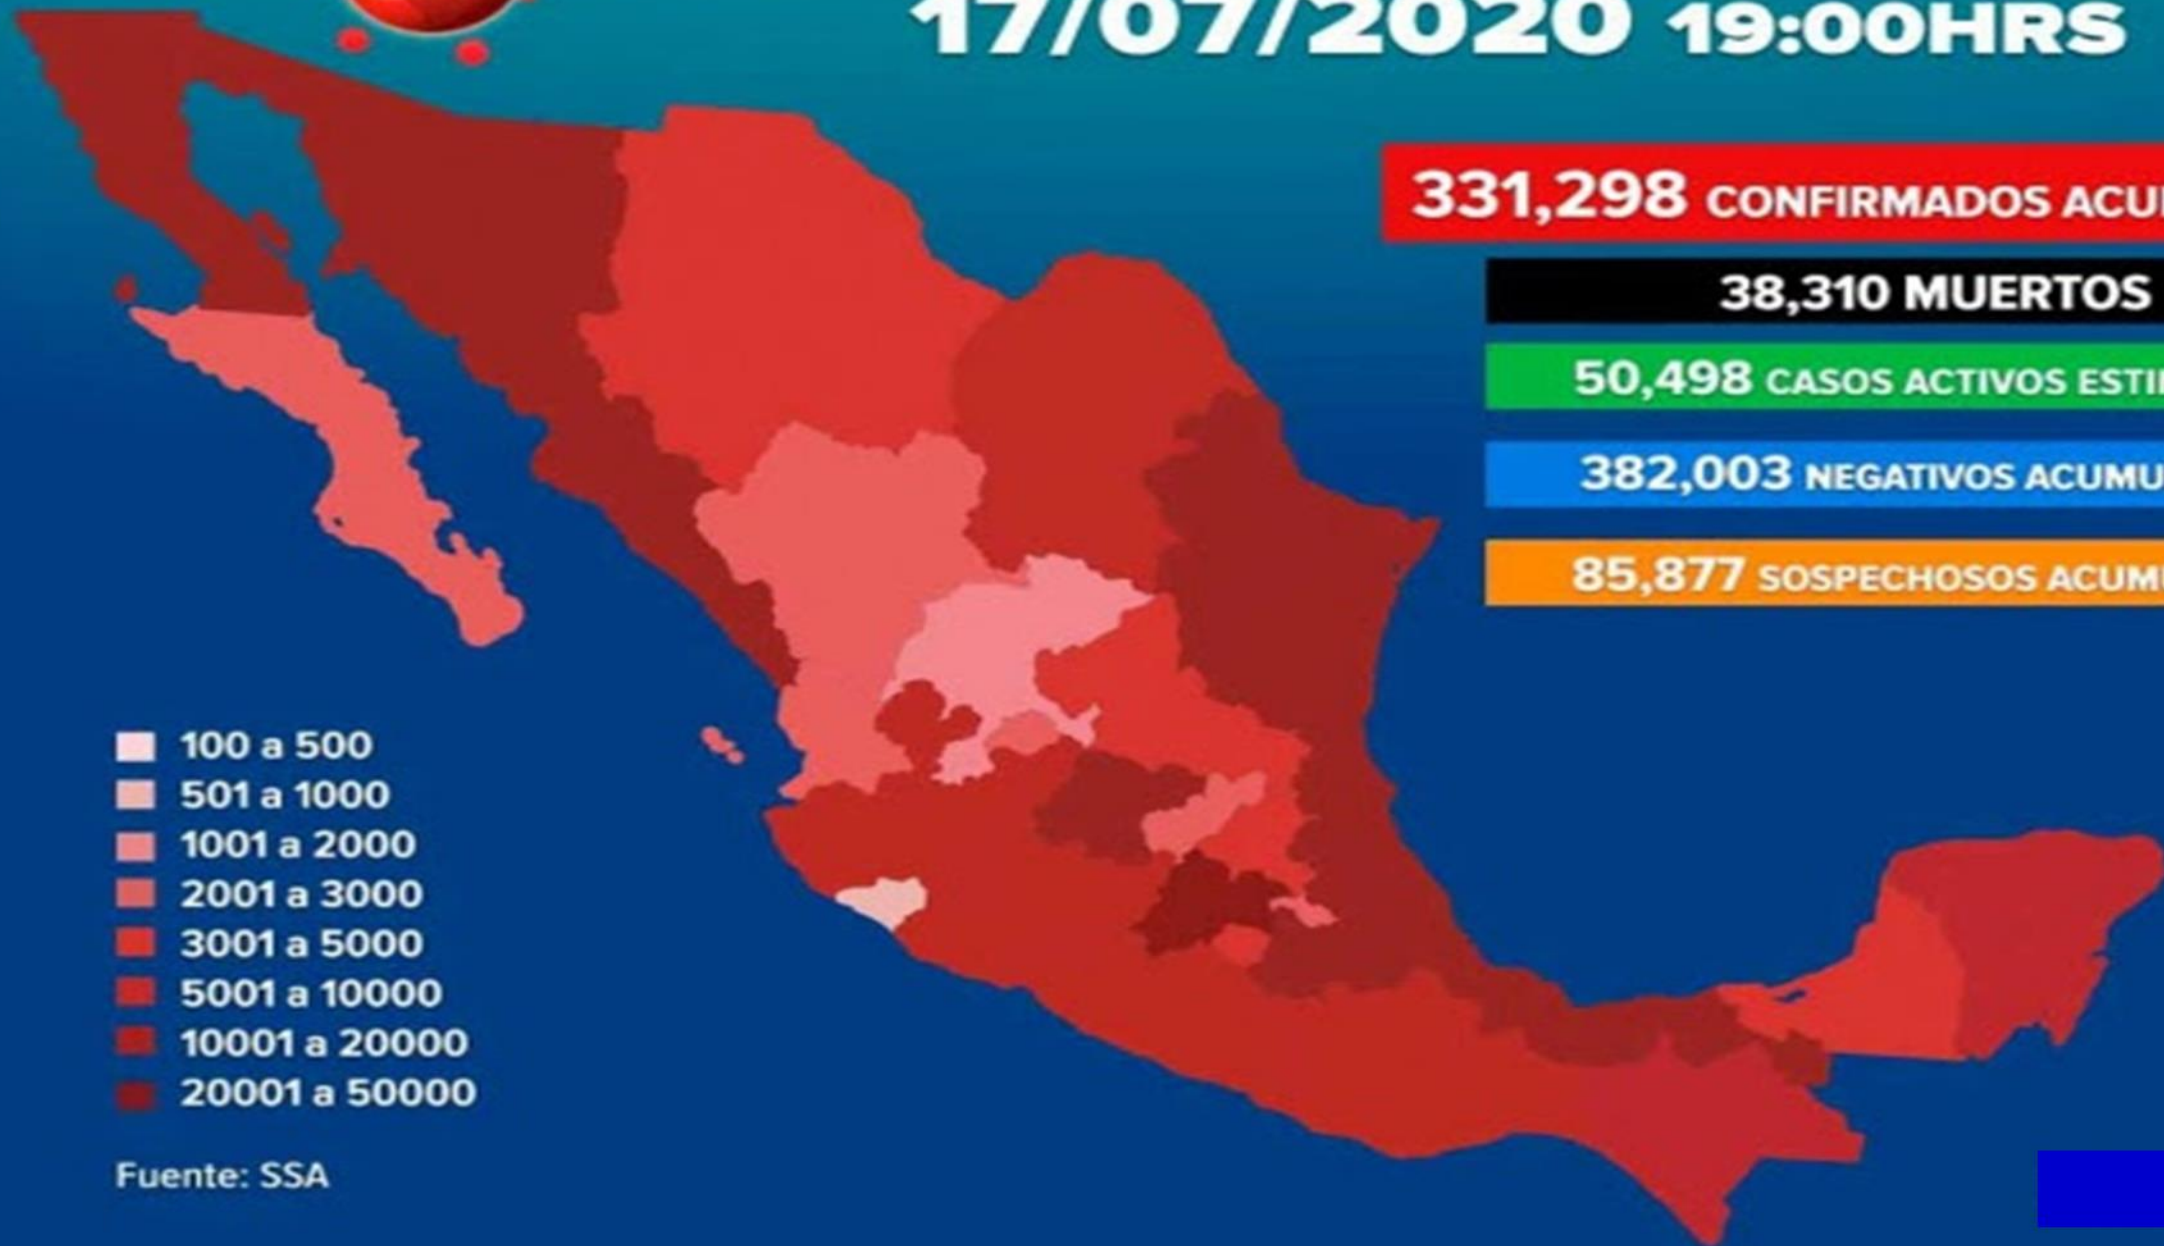 17/07/2020 19:00HRS
331,298 CONFIRMADOS
38,310 MUERTOS
50,498 CASOS ACTIVOS
382,003 NEGATIVOS
85,877 SOSPECHOSOS
100 a 500
501 a 1000
1001 a 2000
2001 a 3000
3001 a 5000
5001 a 10000
10001 a 20000
20001 a 50000
Fuente: SSA